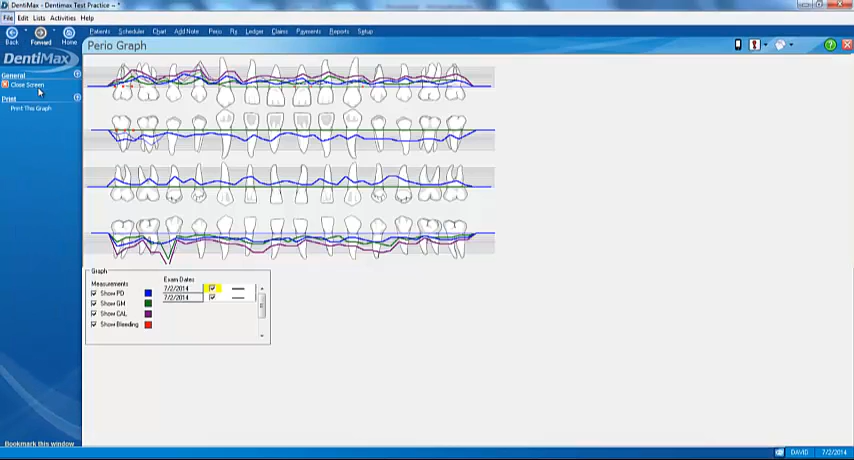 DentiMax - Dentimax Test Practice -- *
File Edit Lists Activities Help
Back Forward Home
Patients Scheduler Chart Add Note Perio Rx Ledger Claims Payments Reports Setup
DentiMax
Perio Graph
General
Close Screen
Print
Print This Graph
Graph
Measurements
Show PD
Show GM
Show CAL
Show Bleeding
Exam Dates
7/2/2014
7/2/2014
Bookmark this window
DAVID 7/2/2014